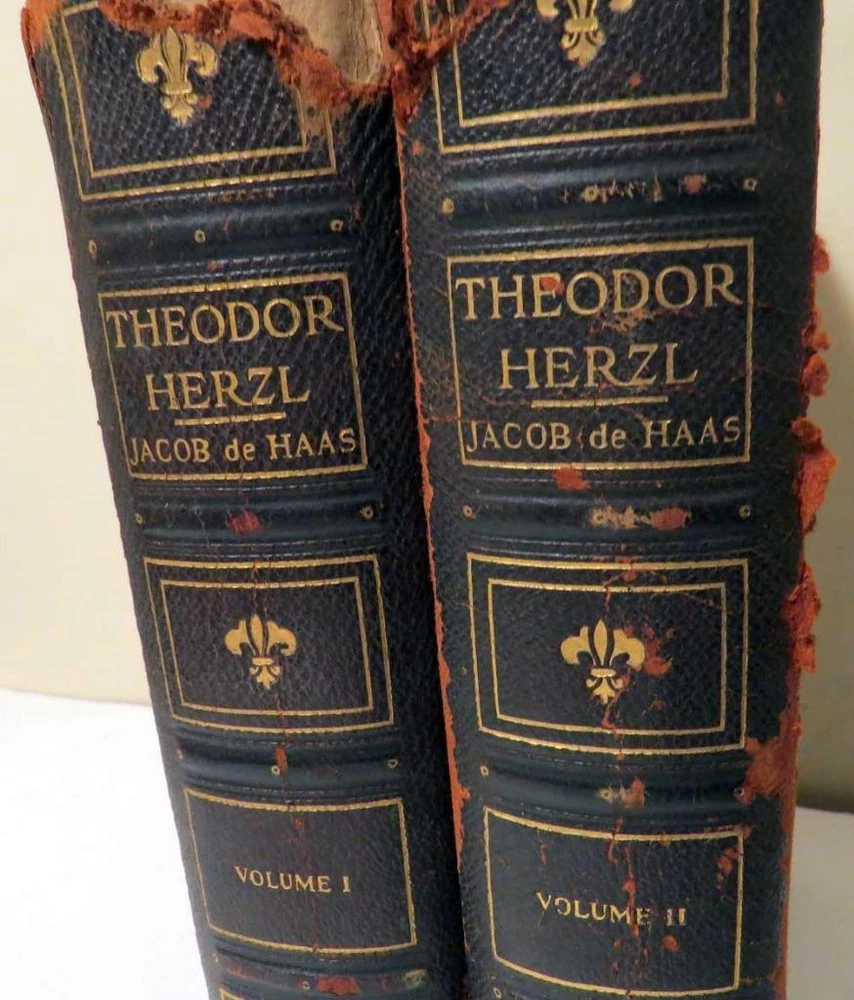 THEODOR
HERZL
JACOB de HAAS
VOLUME I
THEODOR
HERZL
JACOB de HAAS
VOLUME II